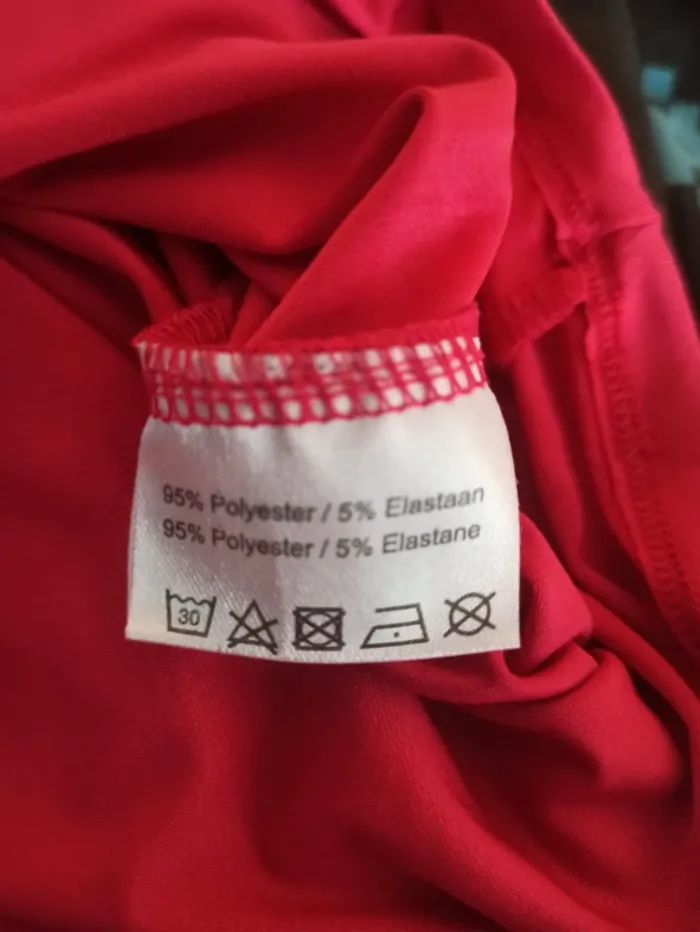 95% Polyester / 5% Elastaan
95% Polyester / 5% Elastane
30